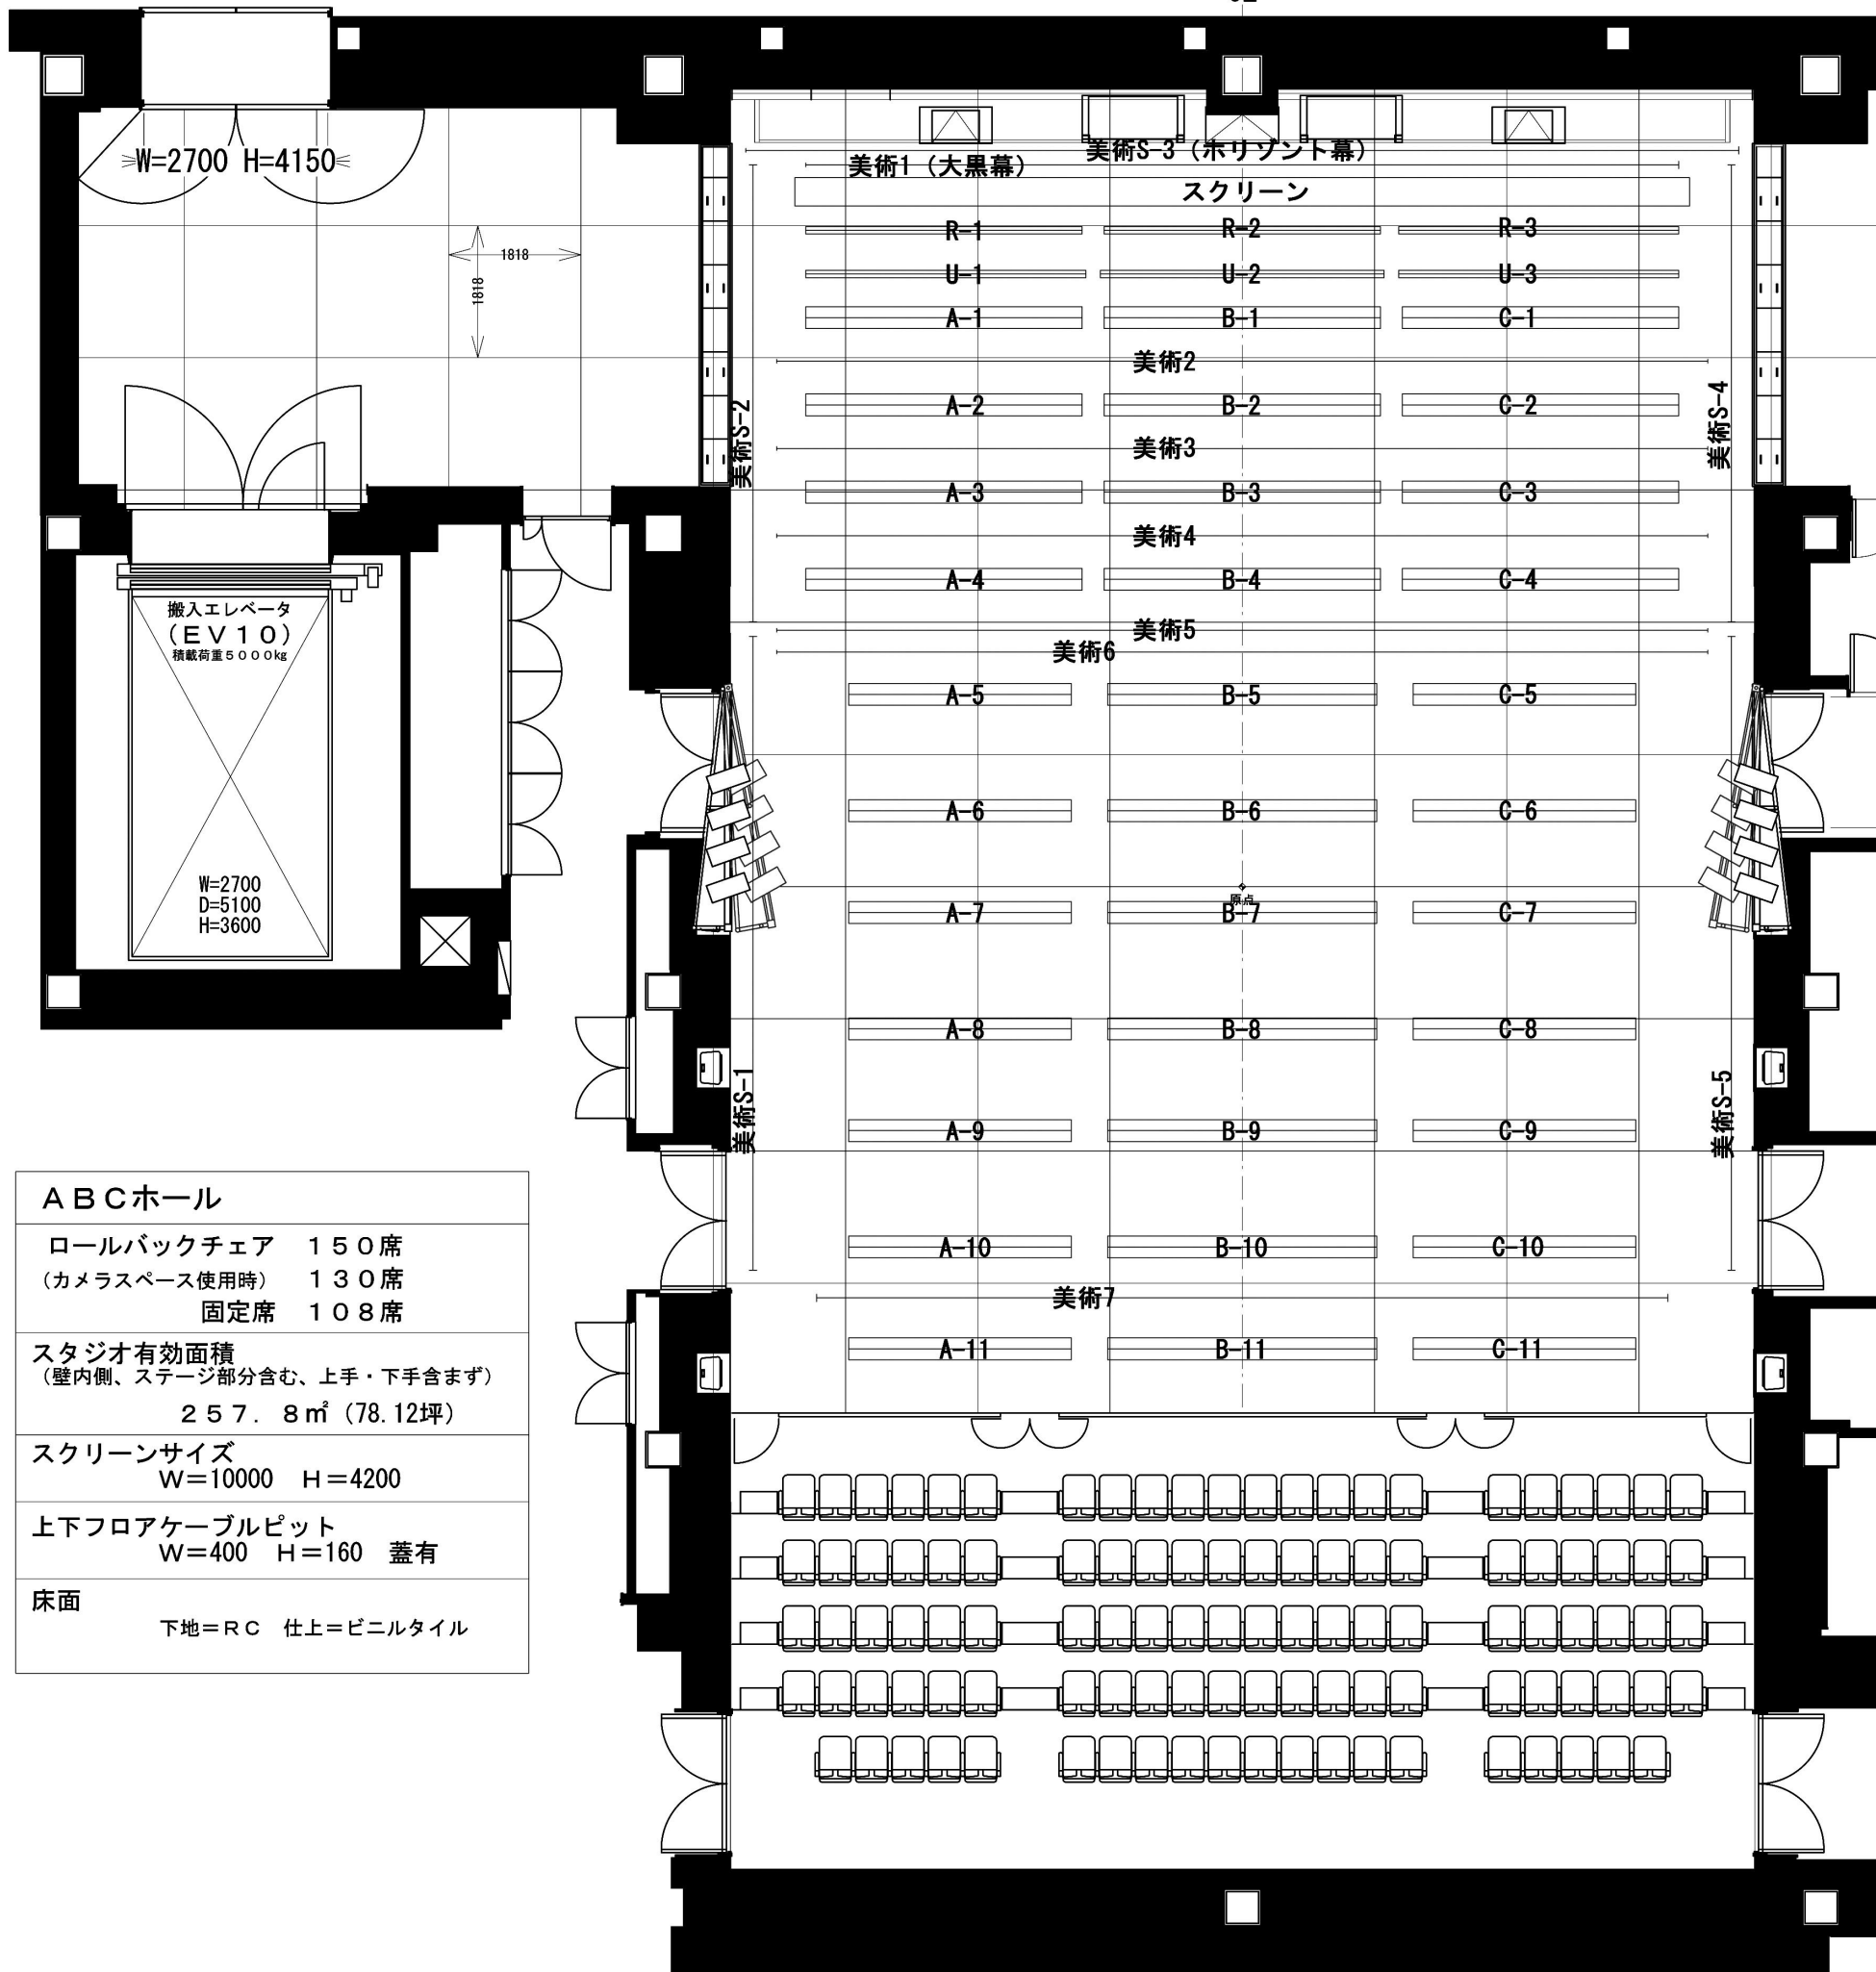 W=2700 H=4150
1818
1818
美術S-3（ホリゾント幕）
美術1（大黒幕）
スクリーン
R-1 R-2 R-3
U-1 U-2 U-3
A-1 B-1 C-1
美術2
A-2 B-2 C-2
美術S-2
美術S-4
美術3
A-3 B-3 C-3
美術4
A-4 B-4 C-4
美術5
美術6
搬入エレベータ
(ＥＶ１０)
積載荷重５０００kg
W=2700
D=5100
H=3600
A-5 B-5 C-5
A-6 B-6 C-6
原点
A-7 B-7 C-7
A-8 B-8 C-8
美術S-1
美術S-5
A-9 B-9 C-9
A-10 B-10 C-10
美術7
A-11 B-11 C-11
ＡＢＣホール
ロールバックチェア　１５０席
（カメラスペース使用時）　１３０席
固定席　１０８席
スタジオ有効面積
（壁内側、ステージ部分含む、上手・下手含まず）
２５７．８㎡（78.12坪）
スクリーンサイズ
Ｗ＝10000　Ｈ＝4200
上下フロアケーブルピット
Ｗ＝400　Ｈ＝160　蓋有
床面
下地＝ＲＣ　仕上＝ビニルタイル